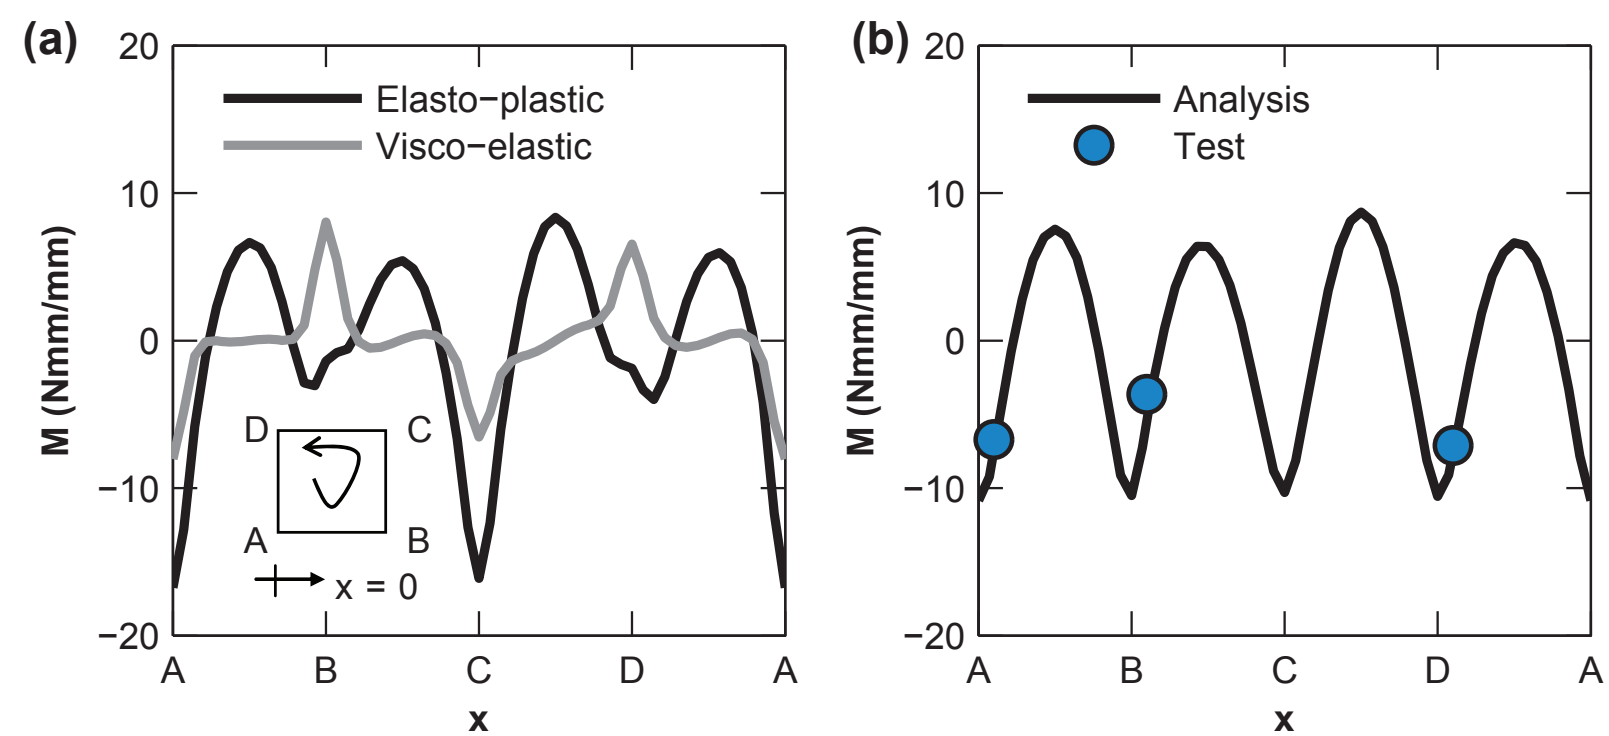 (a)
20
10
0
−10
−20
M (Nmm/mm)
Elasto−plastic
Visco−elastic
D C
A B
x = 0
A B C D A
x
(b)
20
10
0
−10
−20
M (Nmm/mm)
Analysis
Test
A B C D A
x